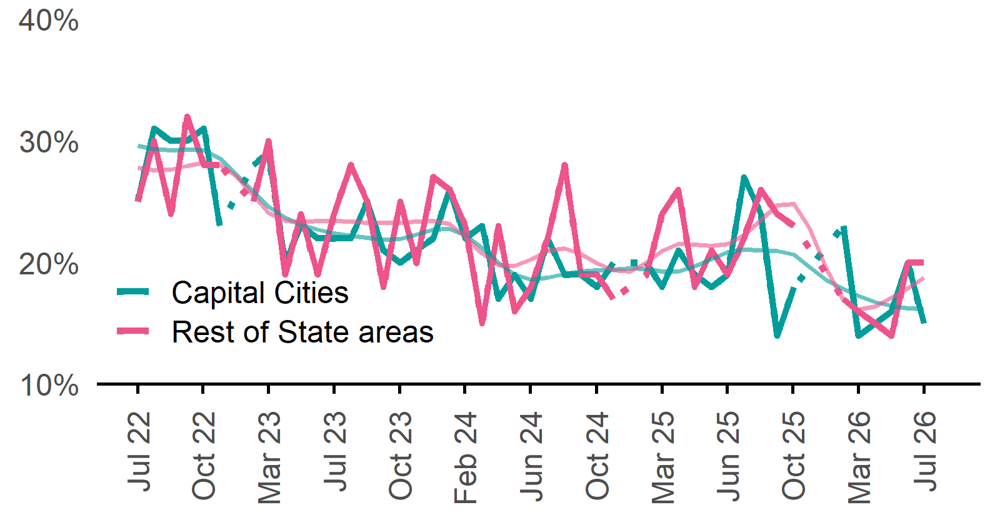 40%
30%
20%
10%
Capital Cities
Rest of State areas
Jul 22
Oct 22
Mar 23
Jul 23
Oct 23
Feb 24
Jun 24
Oct 24
Mar 25
Jun 25
Oct 25
Mar 26
Jul 26